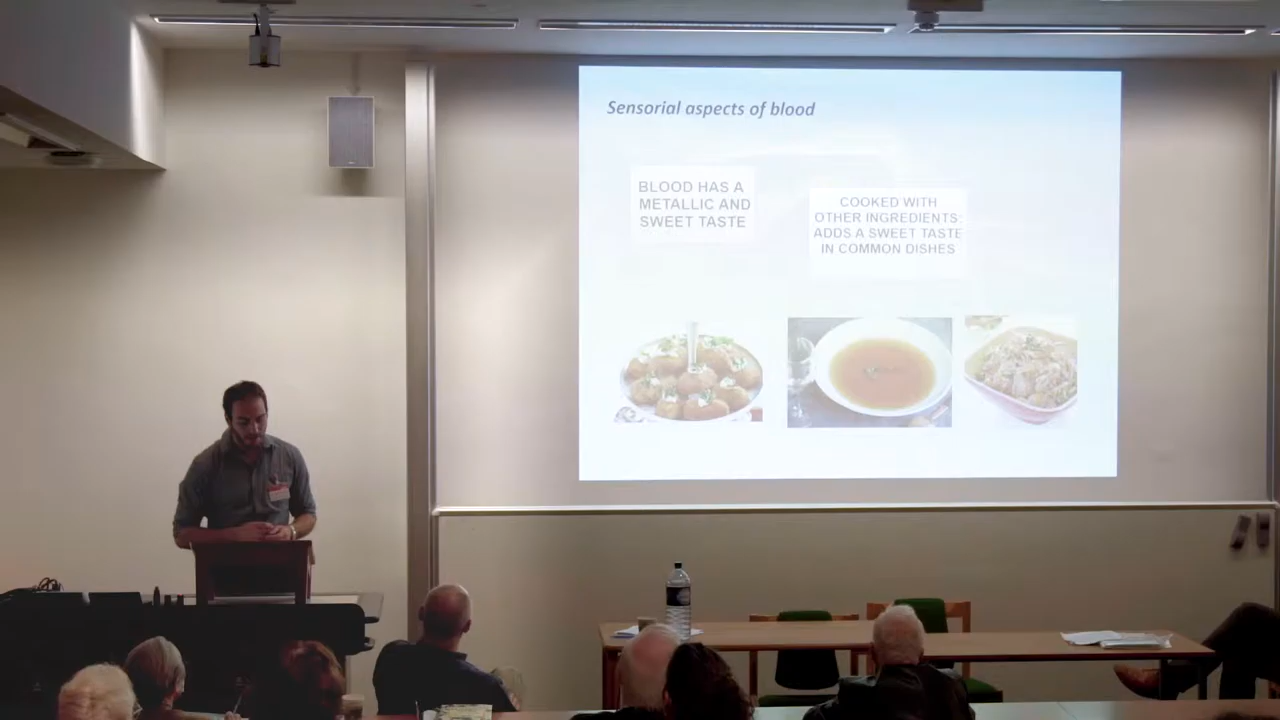 Sensorial aspects of blood
BLOOD HAS A
METALLIC AND
SWEET TASTE
COOKED WITH
OTHER INGREDIENTS:
ADDS A SWEET TASTE
IN COMMON DISHES